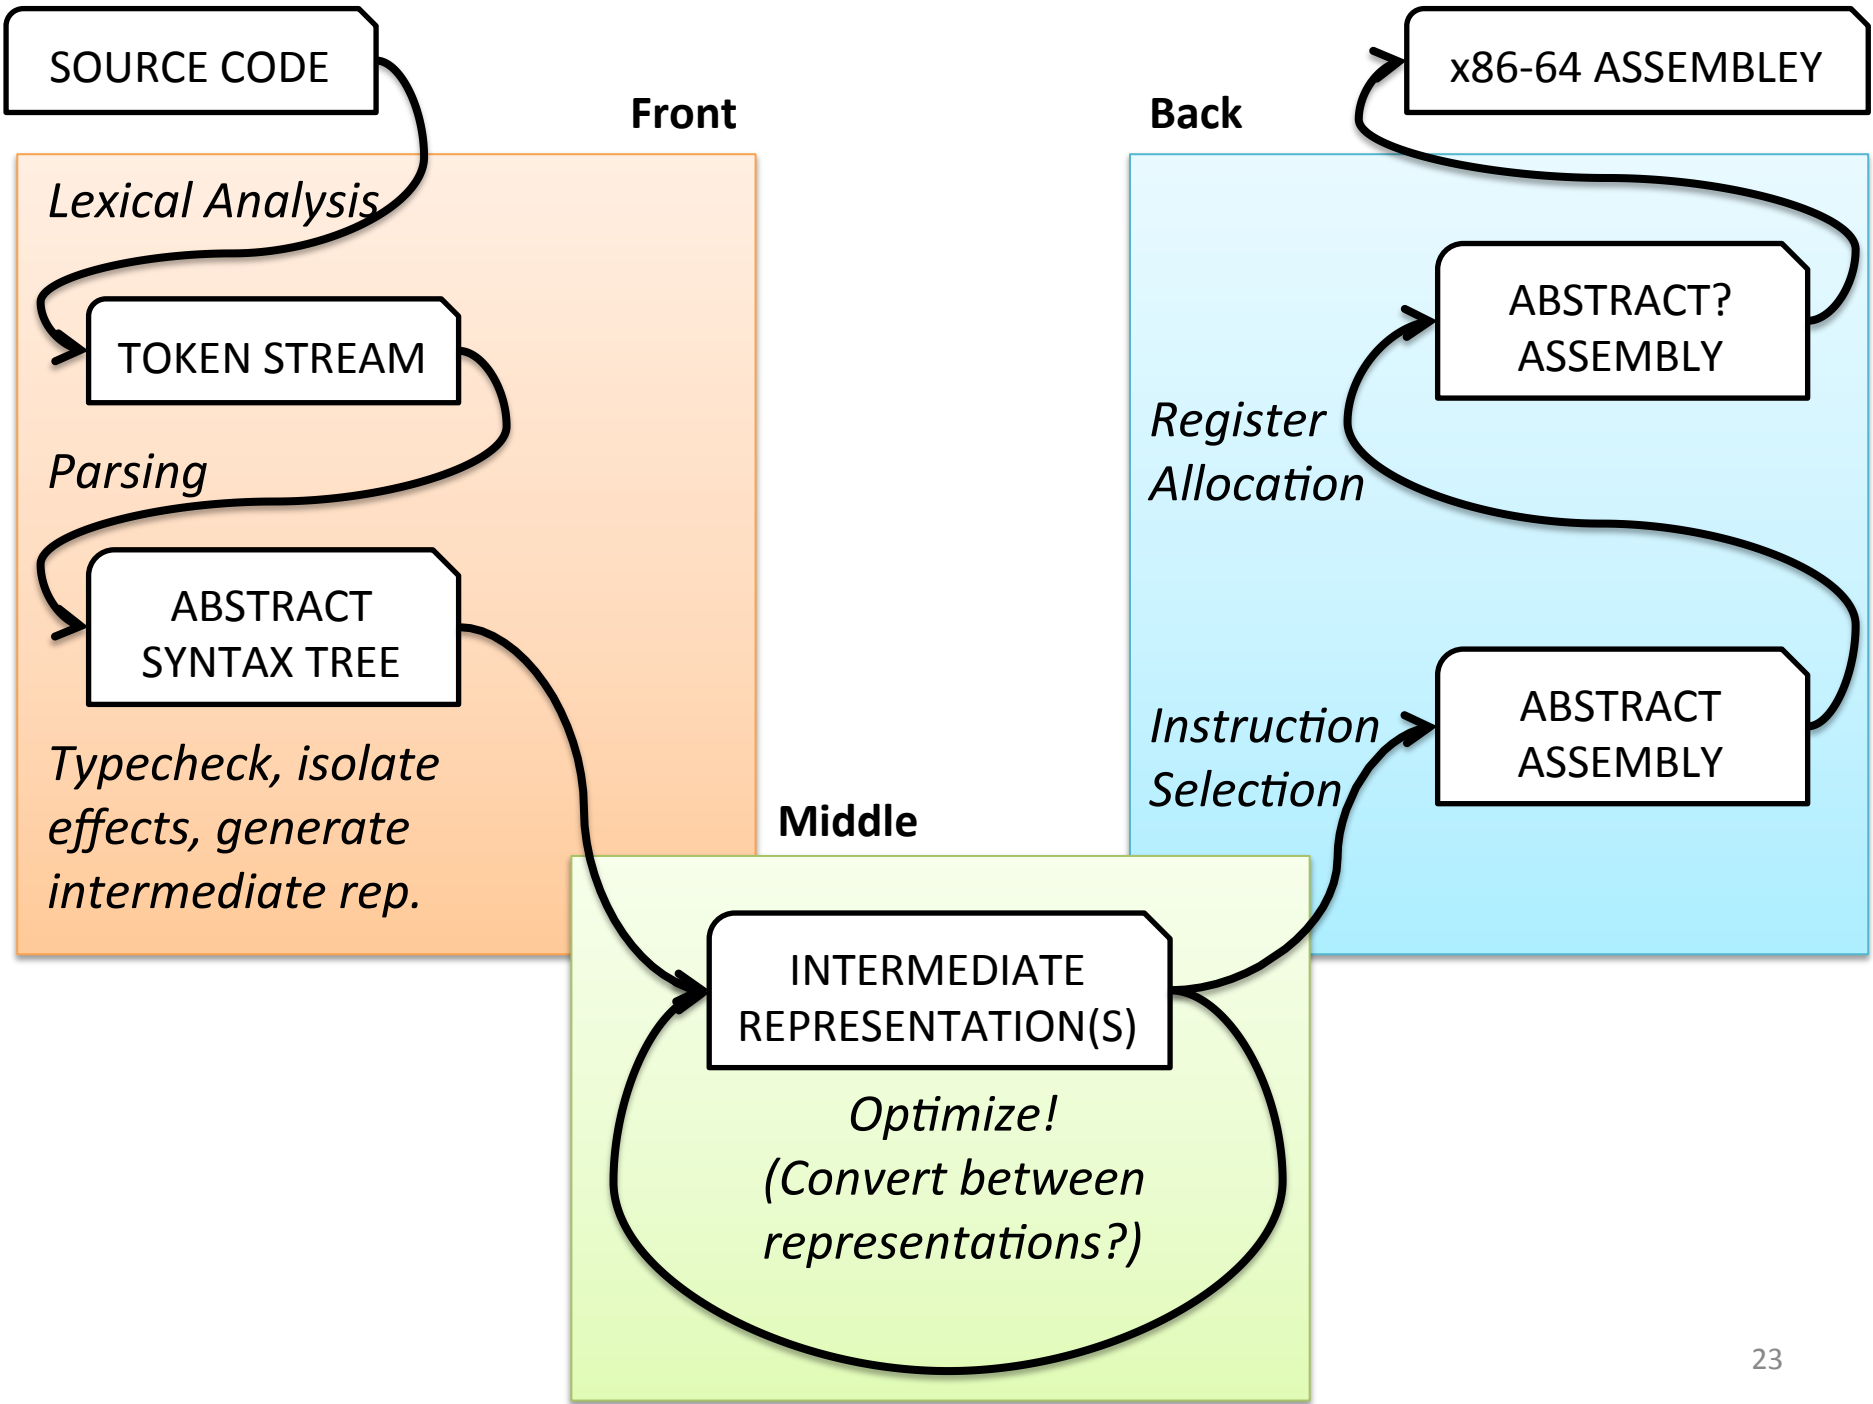 SOURCE CODE
Front
Lexical Analysis
TOKEN STREAM
Parsing
ABSTRACT
SYNTAX TREE
Typecheck, isolate
effects, generate
intermediate rep.
Middle
INTERMEDIATE
REPRESENTATION(S)
Optimize!
(Convert between
representations?)
Back
x86-64 ASSEMBLEY
ABSTRACT?
ASSEMBLY
Register
Allocation
Instruction
Selection
ABSTRACT
ASSEMBLY
23